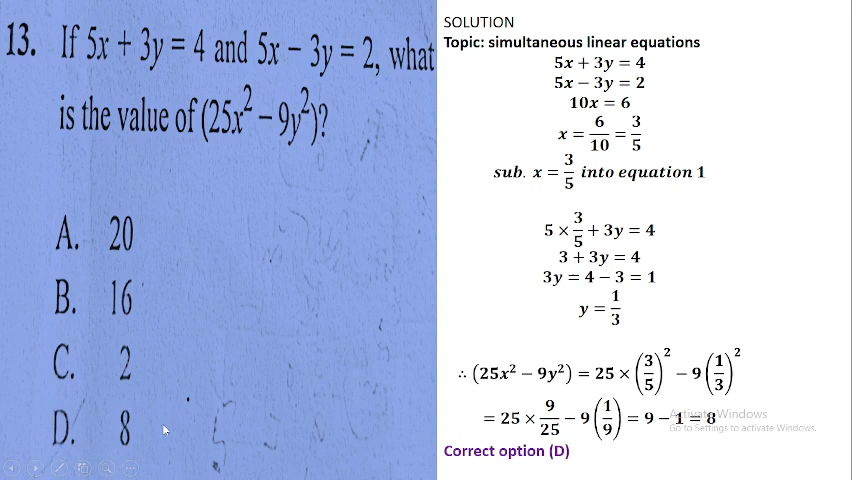 13. If 5x + 3y = 4 and 5x − 3y = 2, what
is the value of (25x² − 9y²)?
A. 20
B. 16
C. 2
D. 8
SOLUTION
Topic: simultaneous linear equations
5x + 3y = 4
5x − 3y = 2
10x = 6
x = 6/10 = 3/5
sub. x = 3/5 into equation 1
5 × 3/5 + 3y = 4
3 + 3y = 4
3y = 4 − 3 = 1
y = 1/3
∴ (25x² − 9y²) = 25 × (3/5)² − 9(1/3)²
= 25 × 9/25 − 9(1/9) = 9 − 1 = 8
Activate Windows
Go to Settings to activate Windows.
Correct option (D)